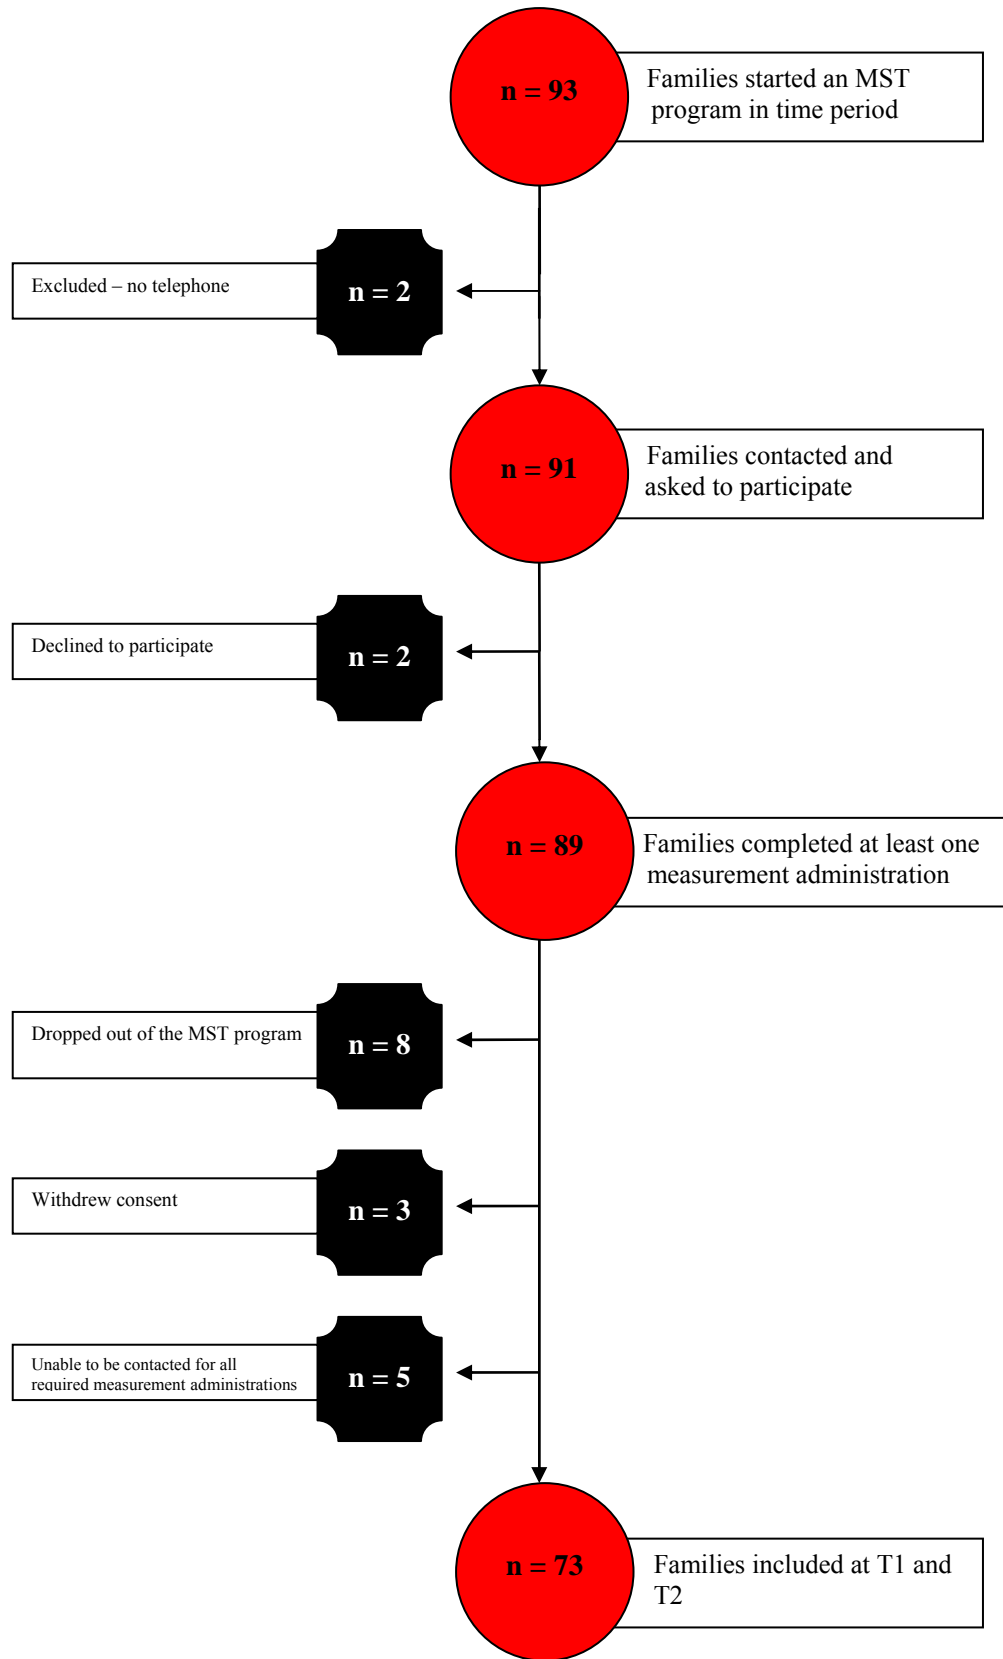 n = 93
Families started an MST
program in time period
Excluded – no telephone
n = 2
n = 91
Families contacted and
asked to participate
Declined to participate
n = 2
n = 89
Families completed at least one
measurement administration
Dropped out of the MST program
n = 8
Withdrew consent
n = 3
Unable to be contacted for all
required measurement administrations
n = 5
n = 73
Families included at T1 and
T2